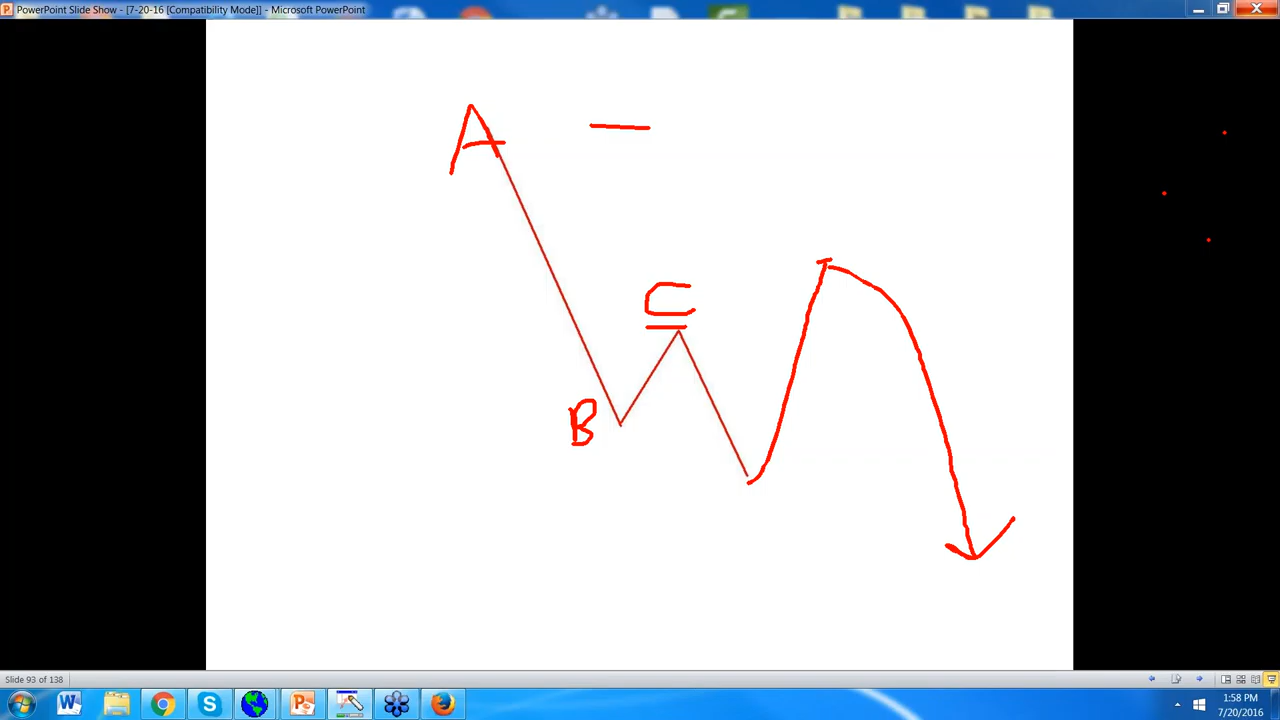 PowerPoint Slide Show - [7-20-16 [Compatibility Mode]] - Microsoft PowerPoint
A
C
B
Slide 93 of 138
1:58 PM
7/20/2016